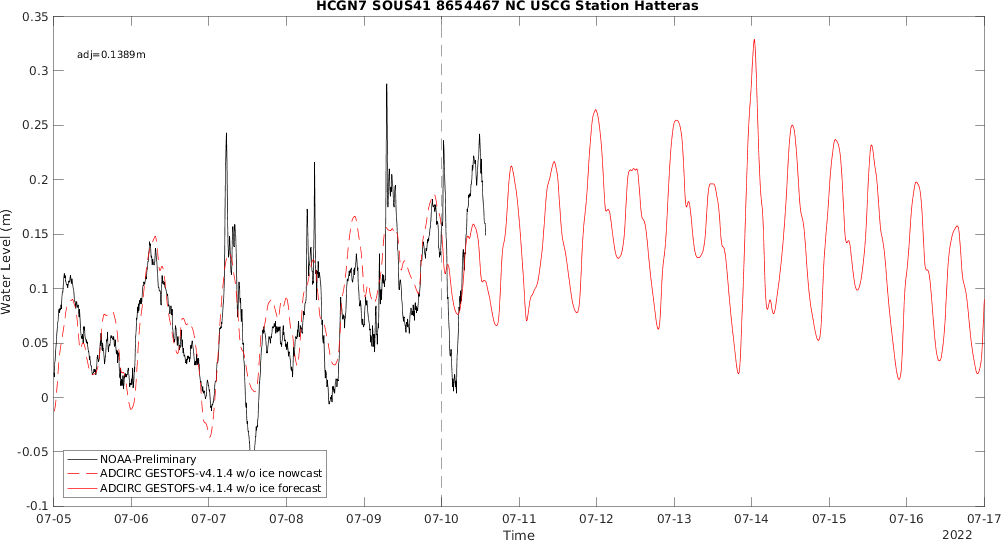 HCGN7 SOUS41 8654467 NC USCG Station Hatteras
adj=0.1389m
0.35
0.3
0.25
0.2
0.15
0.1
0.05
0
-0.05
-0.1
Water Level (m)
NOAA-Preliminary
ADCIRC GESTOFS-v4.1.4 w/o ice nowcast
ADCIRC GESTOFS-v4.1.4 w/o ice forecast
07-05 07-06 07-07 07-08 07-09 07-10 07-11 07-12 07-13 07-14 07-15 07-16 07-17
Time
2022